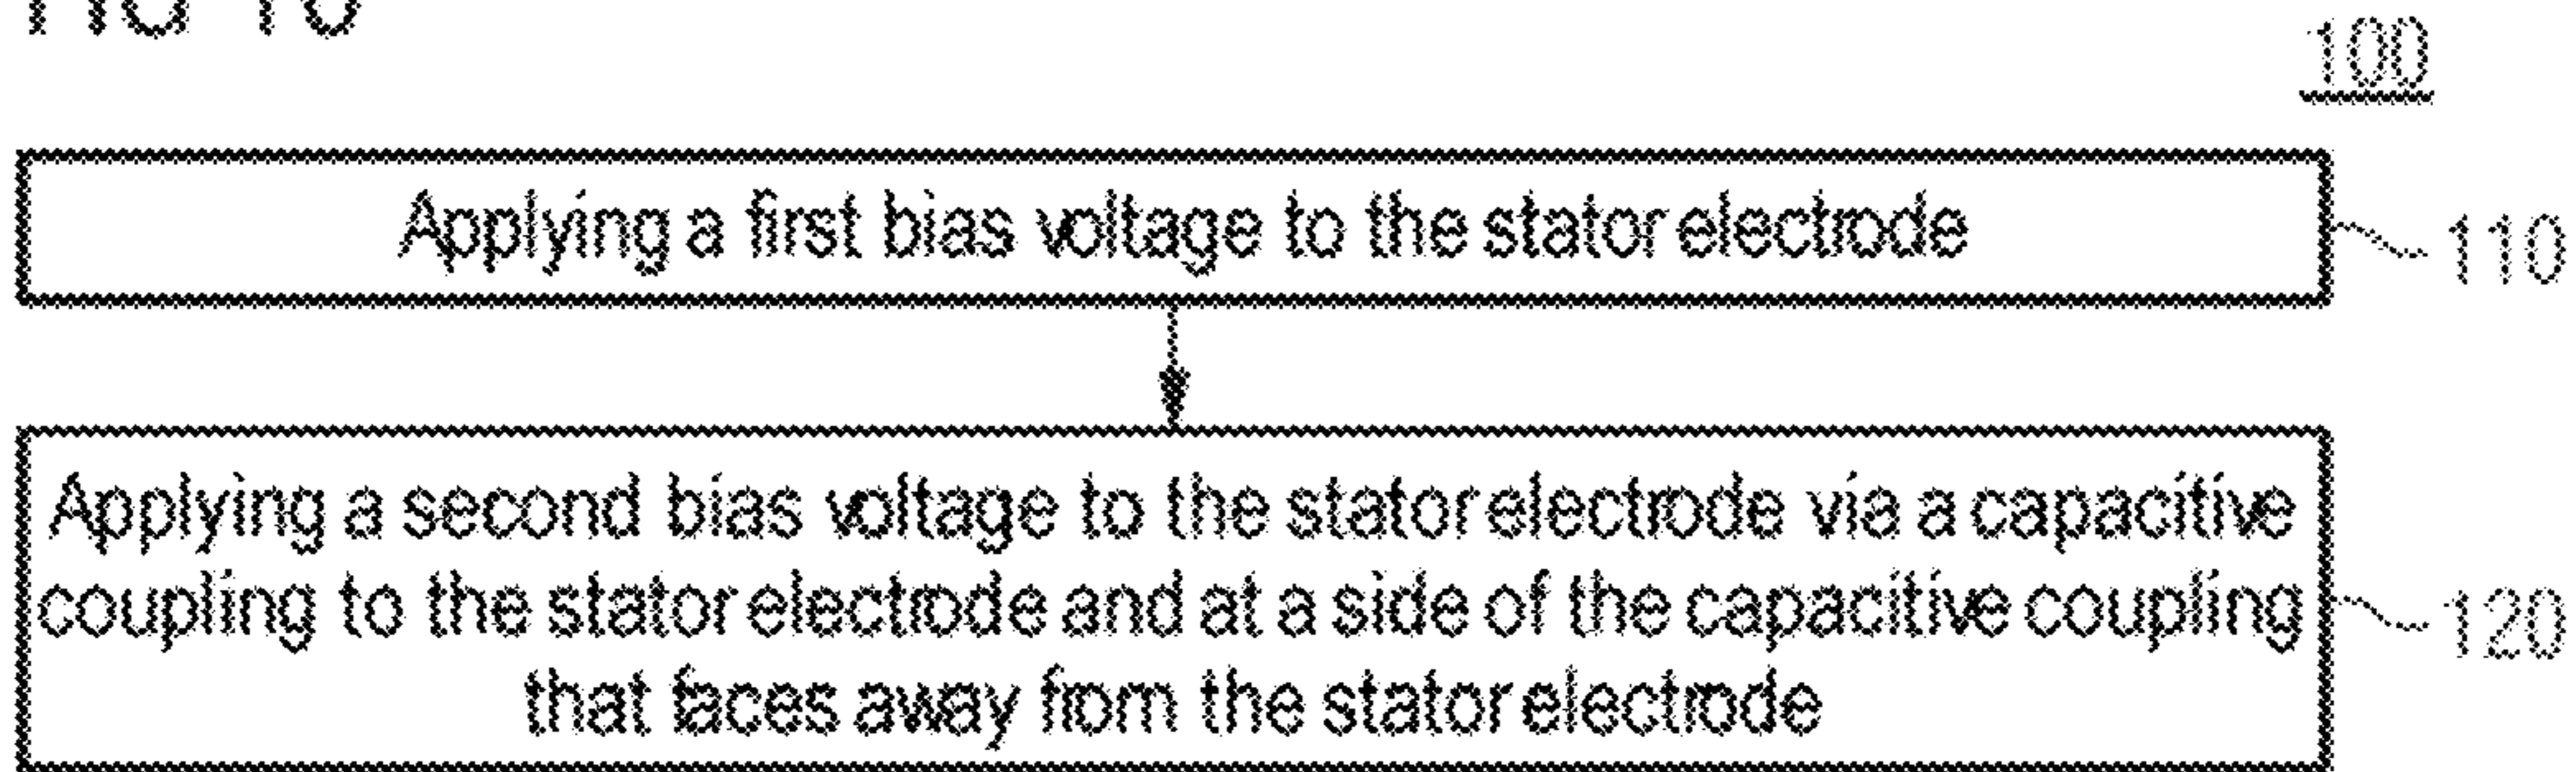 100
Applying a first bias voltage to the stator electrode
110
Applying a second bias voltage to the stator electrode via a capacitive
coupling to the stator electrode and at a side of the capacitive coupling
120
that faces away from the stator electrode